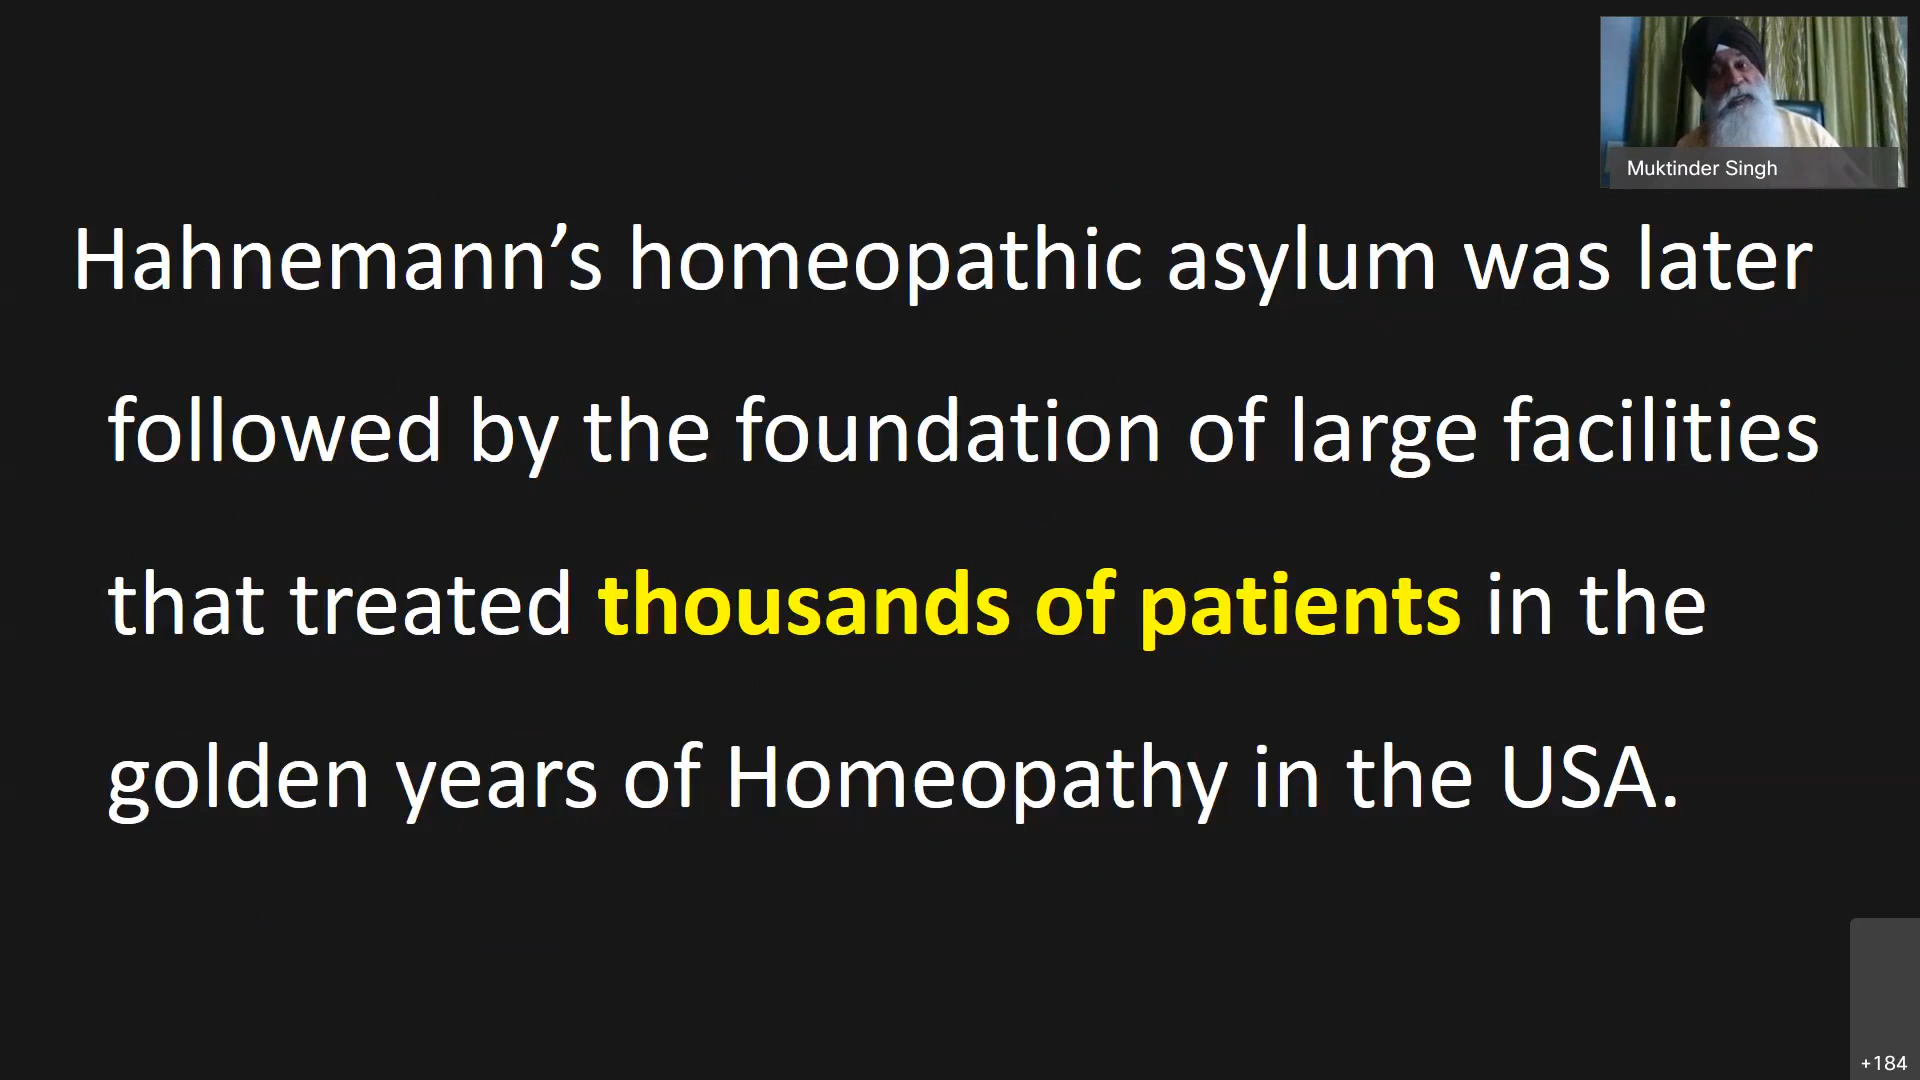 Muktinder Singh
Hahnemann’s homeopathic asylum was later
followed by the foundation of large facilities
that treated thousands of patients in the
golden years of Homeopathy in the USA.
+184